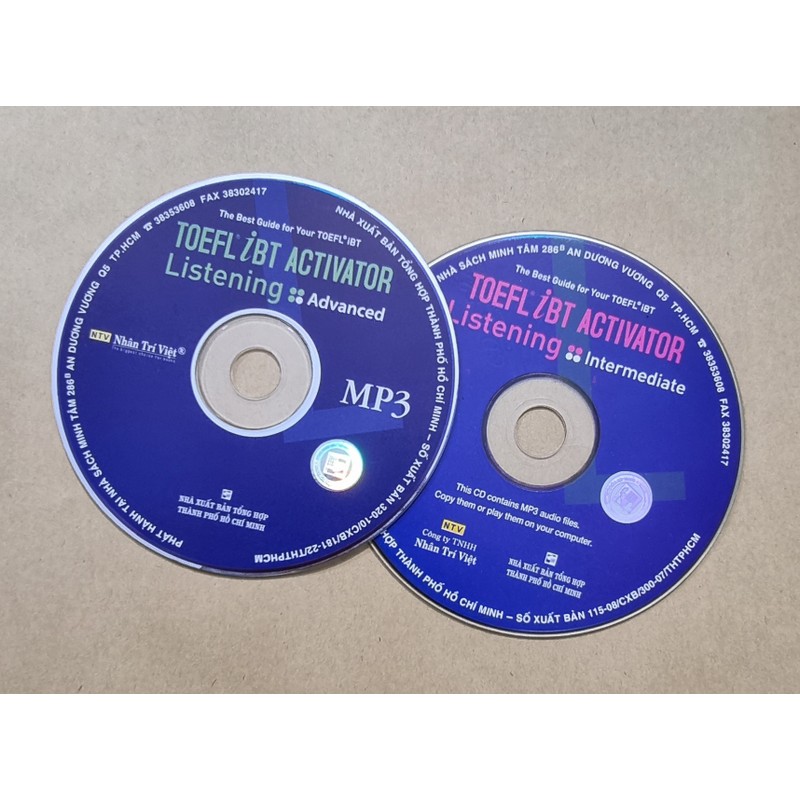 The Best Guide for Your TOEFL® iBT
TOEFL® iBT ACTIVATOR
Listening Advanced
NTV Nhân Trí Việt®
MP3
NHÀ XUẤT BẢN TỔNG HỢP
THÀNH PHỐ HỒ CHÍ MINH
NHÀ XUẤT BẢN TỔNG HỢP THÀNH PHỐ HỒ CHÍ MINH – SỐ XUẤT BẢN 320-10/CXB/181-22/THTPHCM
PHÁT HÀNH TẠI NHÀ SÁCH MINH TÂM 286B AN DƯƠNG VƯƠNG Q5 TP.HCM ☎ 38353608 FAX 38302417
The Best Guide for Your TOEFL® iBT
TOEFL® iBT ACTIVATOR
Listening Intermediate
This CD contains MP3 audio files.
Copy them or play them on your computer.
NTV
Công ty TNHH
Nhân Trí Việt
NHÀ XUẤT BẢN TỔNG HỢP
THÀNH PHỐ HỒ CHÍ MINH
NHÀ SÁCH MINH TÂM 286B AN DƯƠNG VƯƠNG Q5 TP.HCM ☎ 38353608 FAX 38302417
HỢP THÀNH PHỐ HỒ CHÍ MINH – SỐ XUẤT BẢN 115-08/CXB/300-07/THTPHCM